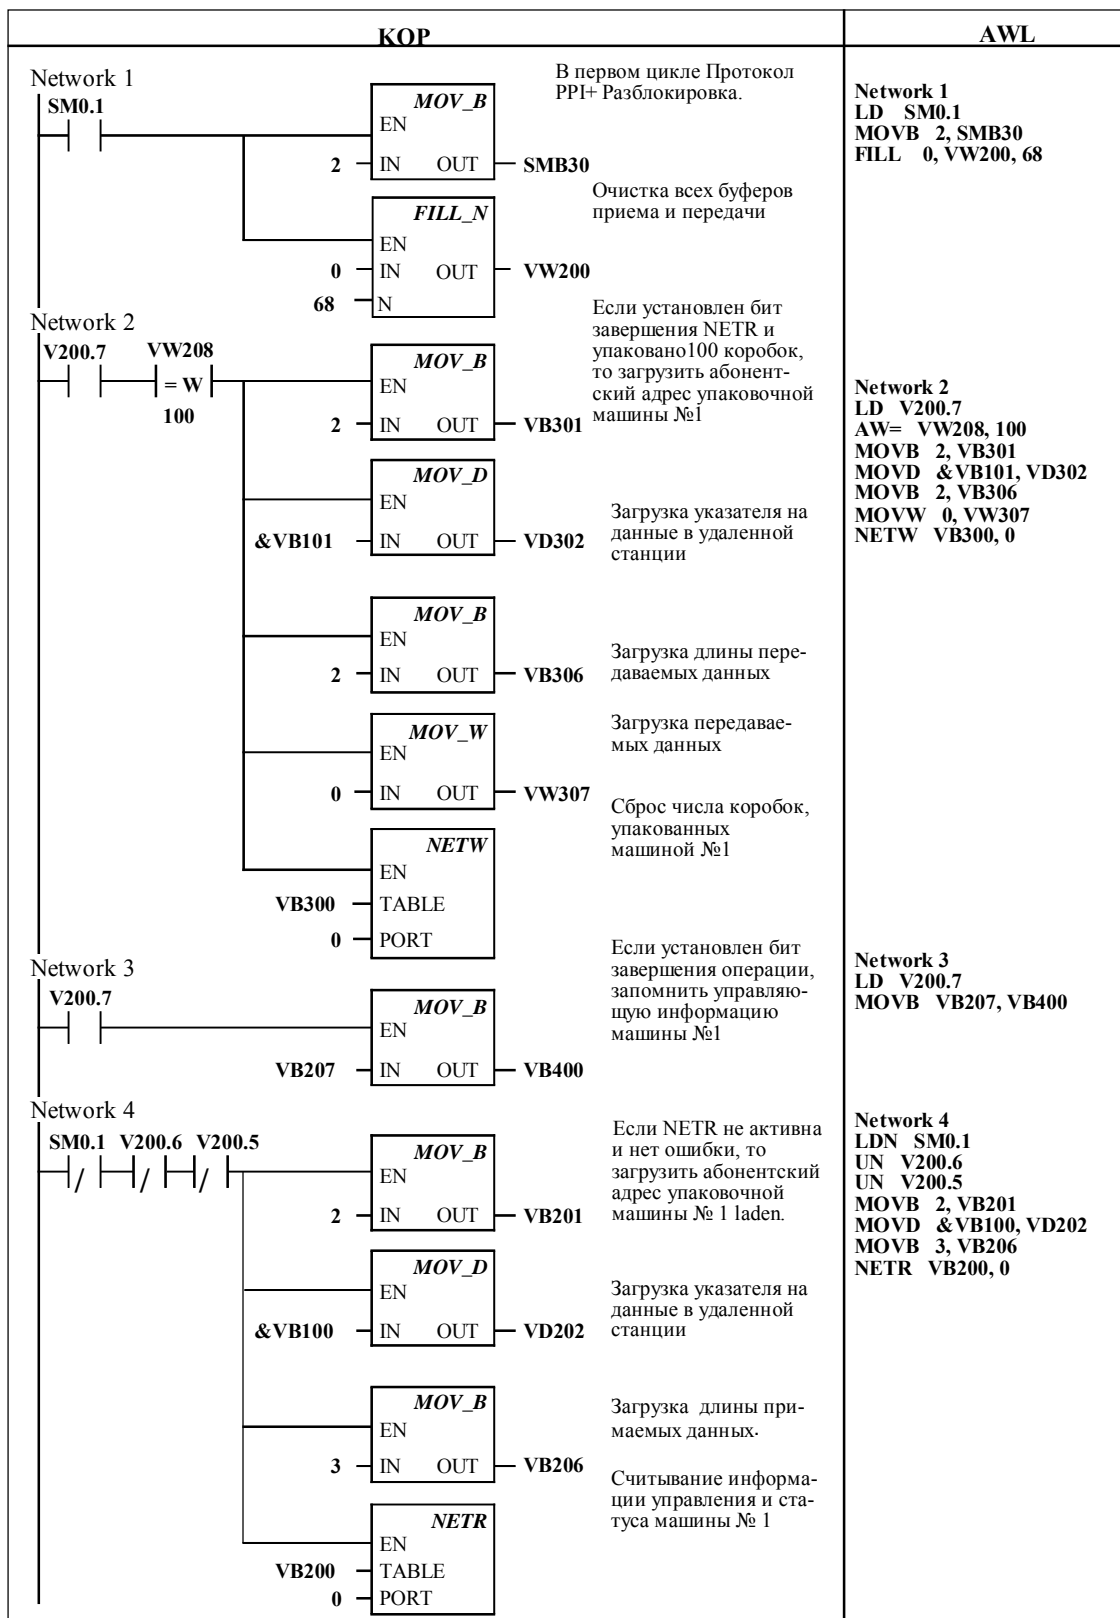 KOP
AWL
Network 1
SM0.1
MOV_B
EN
2
IN OUT
SMB30
В первом цикле Протокол
PPI+ Разблокировка.
FILL_N
EN
0
IN OUT
VW200
68
N
Очистка всех буферов
приема и передачи
Network 1
LD SM0.1
MOVB 2, SMB30
FILL 0, VW200, 68
Network 2
V200.7
VW208
= W
100
MOV_B
EN
2
IN OUT
VB301
Если установлен бит
завершения NETR и
упаковано100 коробок,
то загрузить абонент-
ский адрес упаковочной
машины №1
MOV_D
EN
&VB101
IN OUT
VD302
Загрузка указателя на
данные в удаленной
станции
MOV_B
EN
2
IN OUT
VB306
Загрузка длины пере-
даваемых данных
MOV_W
EN
0
IN OUT
VW307
Загрузка передавае-
мых данных
NETW
EN
VB300
TABLE
0
PORT
Сброс числа коробок,
упакованных
машиной №1
Network 2
LD V200.7
AW= VW208, 100
MOVB 2, VB301
MOVD &VB101, VD302
MOVB 2, VB306
MOVW 0, VW307
NETW VB300, 0
Network 3
V200.7
MOV_B
EN
VB207
IN OUT
VB400
Если установлен бит
завершения операции,
запомнить управляю-
щую информацию
машины №1
Network 3
LD V200.7
MOVB VB207, VB400
Network 4
SM0.1 V200.6 V200.5
/ / /
MOV_B
EN
2
IN OUT
VB201
Если NETR не активна
и нет ошибки, то
загрузить абонентский
адрес упаковочной
машины № 1 laden.
MOV_D
EN
&VB100
IN OUT
VD202
Загрузка указателя на
данные в удаленной
станции
MOV_B
EN
3
IN OUT
VB206
Загрузка длины при-
маемых данных.
NETR
EN
VB200
TABLE
0
PORT
Считывание информа-
ции управления и ста-
туса машины № 1
Network 4
LDN SM0.1
UN V200.6
UN V200.5
MOVB 2, VB201
MOVD &VB100, VD202
MOVB 3, VB206
NETR VB200, 0